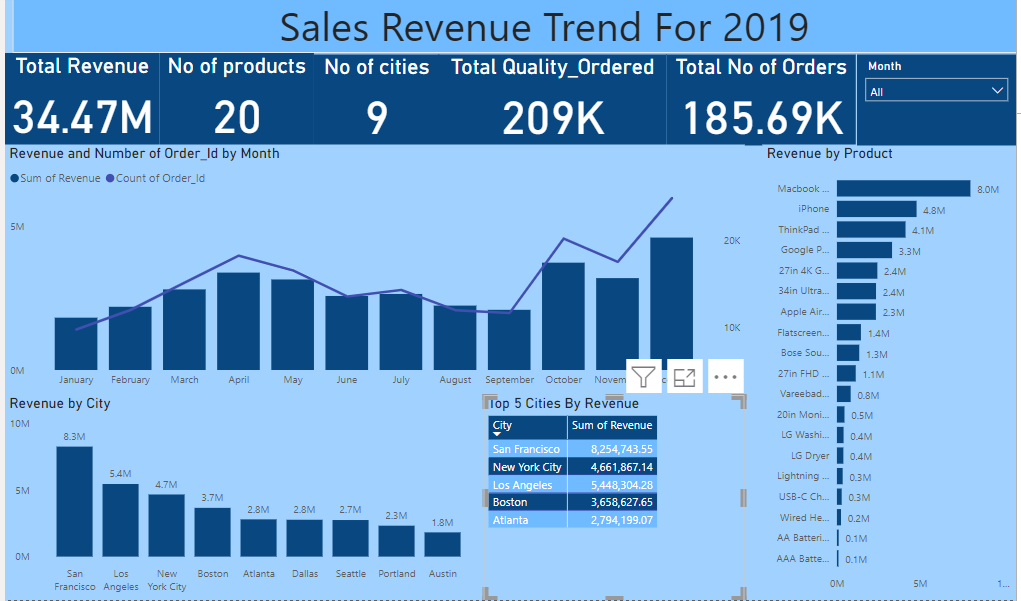 Sales Revenue Trend For 2019
Total Revenue
34.47M
No of products
20
No of cities
9
Total Quality_Ordered
209K
Total No of Orders
185.69K
Month
All
Revenue and Number of Order_Id by Month
Sum of Revenue Count of Order_Id
5M
0M
20K
10K
January February March April May June July August September October Novem
Revenue by Product
Macbook ... 8.0M
iPhone 4.8M
ThinkPad ... 4.1M
Google P... 3.3M
27in 4K G... 2.4M
34in Ultra... 2.4M
Apple Air... 2.3M
Flatscreen... 1.4M
Bose Sou... 1.3M
27in FHD ... 1.1M
Vareebad... 0.8M
20in Moni... 0.5M
LG Washi... 0.4M
LG Dryer 0.4M
Lightning ... 0.3M
USB-C Ch... 0.3M
Wired He... 0.2M
AA Batteri... 0.1M
AAA Batte... 0.1M
0M 5M 1...
Revenue by City
10M
5M
0M
8.3M 5.4M 4.7M 3.7M 2.8M 2.8M 2.7M 2.3M 1.8M
San Los New Boston Atlanta Dallas Seattle Portland Austin
Francisco Angeles York City
Top 5 Cities By Revenue
City Sum of Revenue
San Francisco 8,254,743.55
New York City 4,661,867.14
Los Angeles 5,448,304.28
Boston 3,658,627.65
Atlanta 2,794,199.07